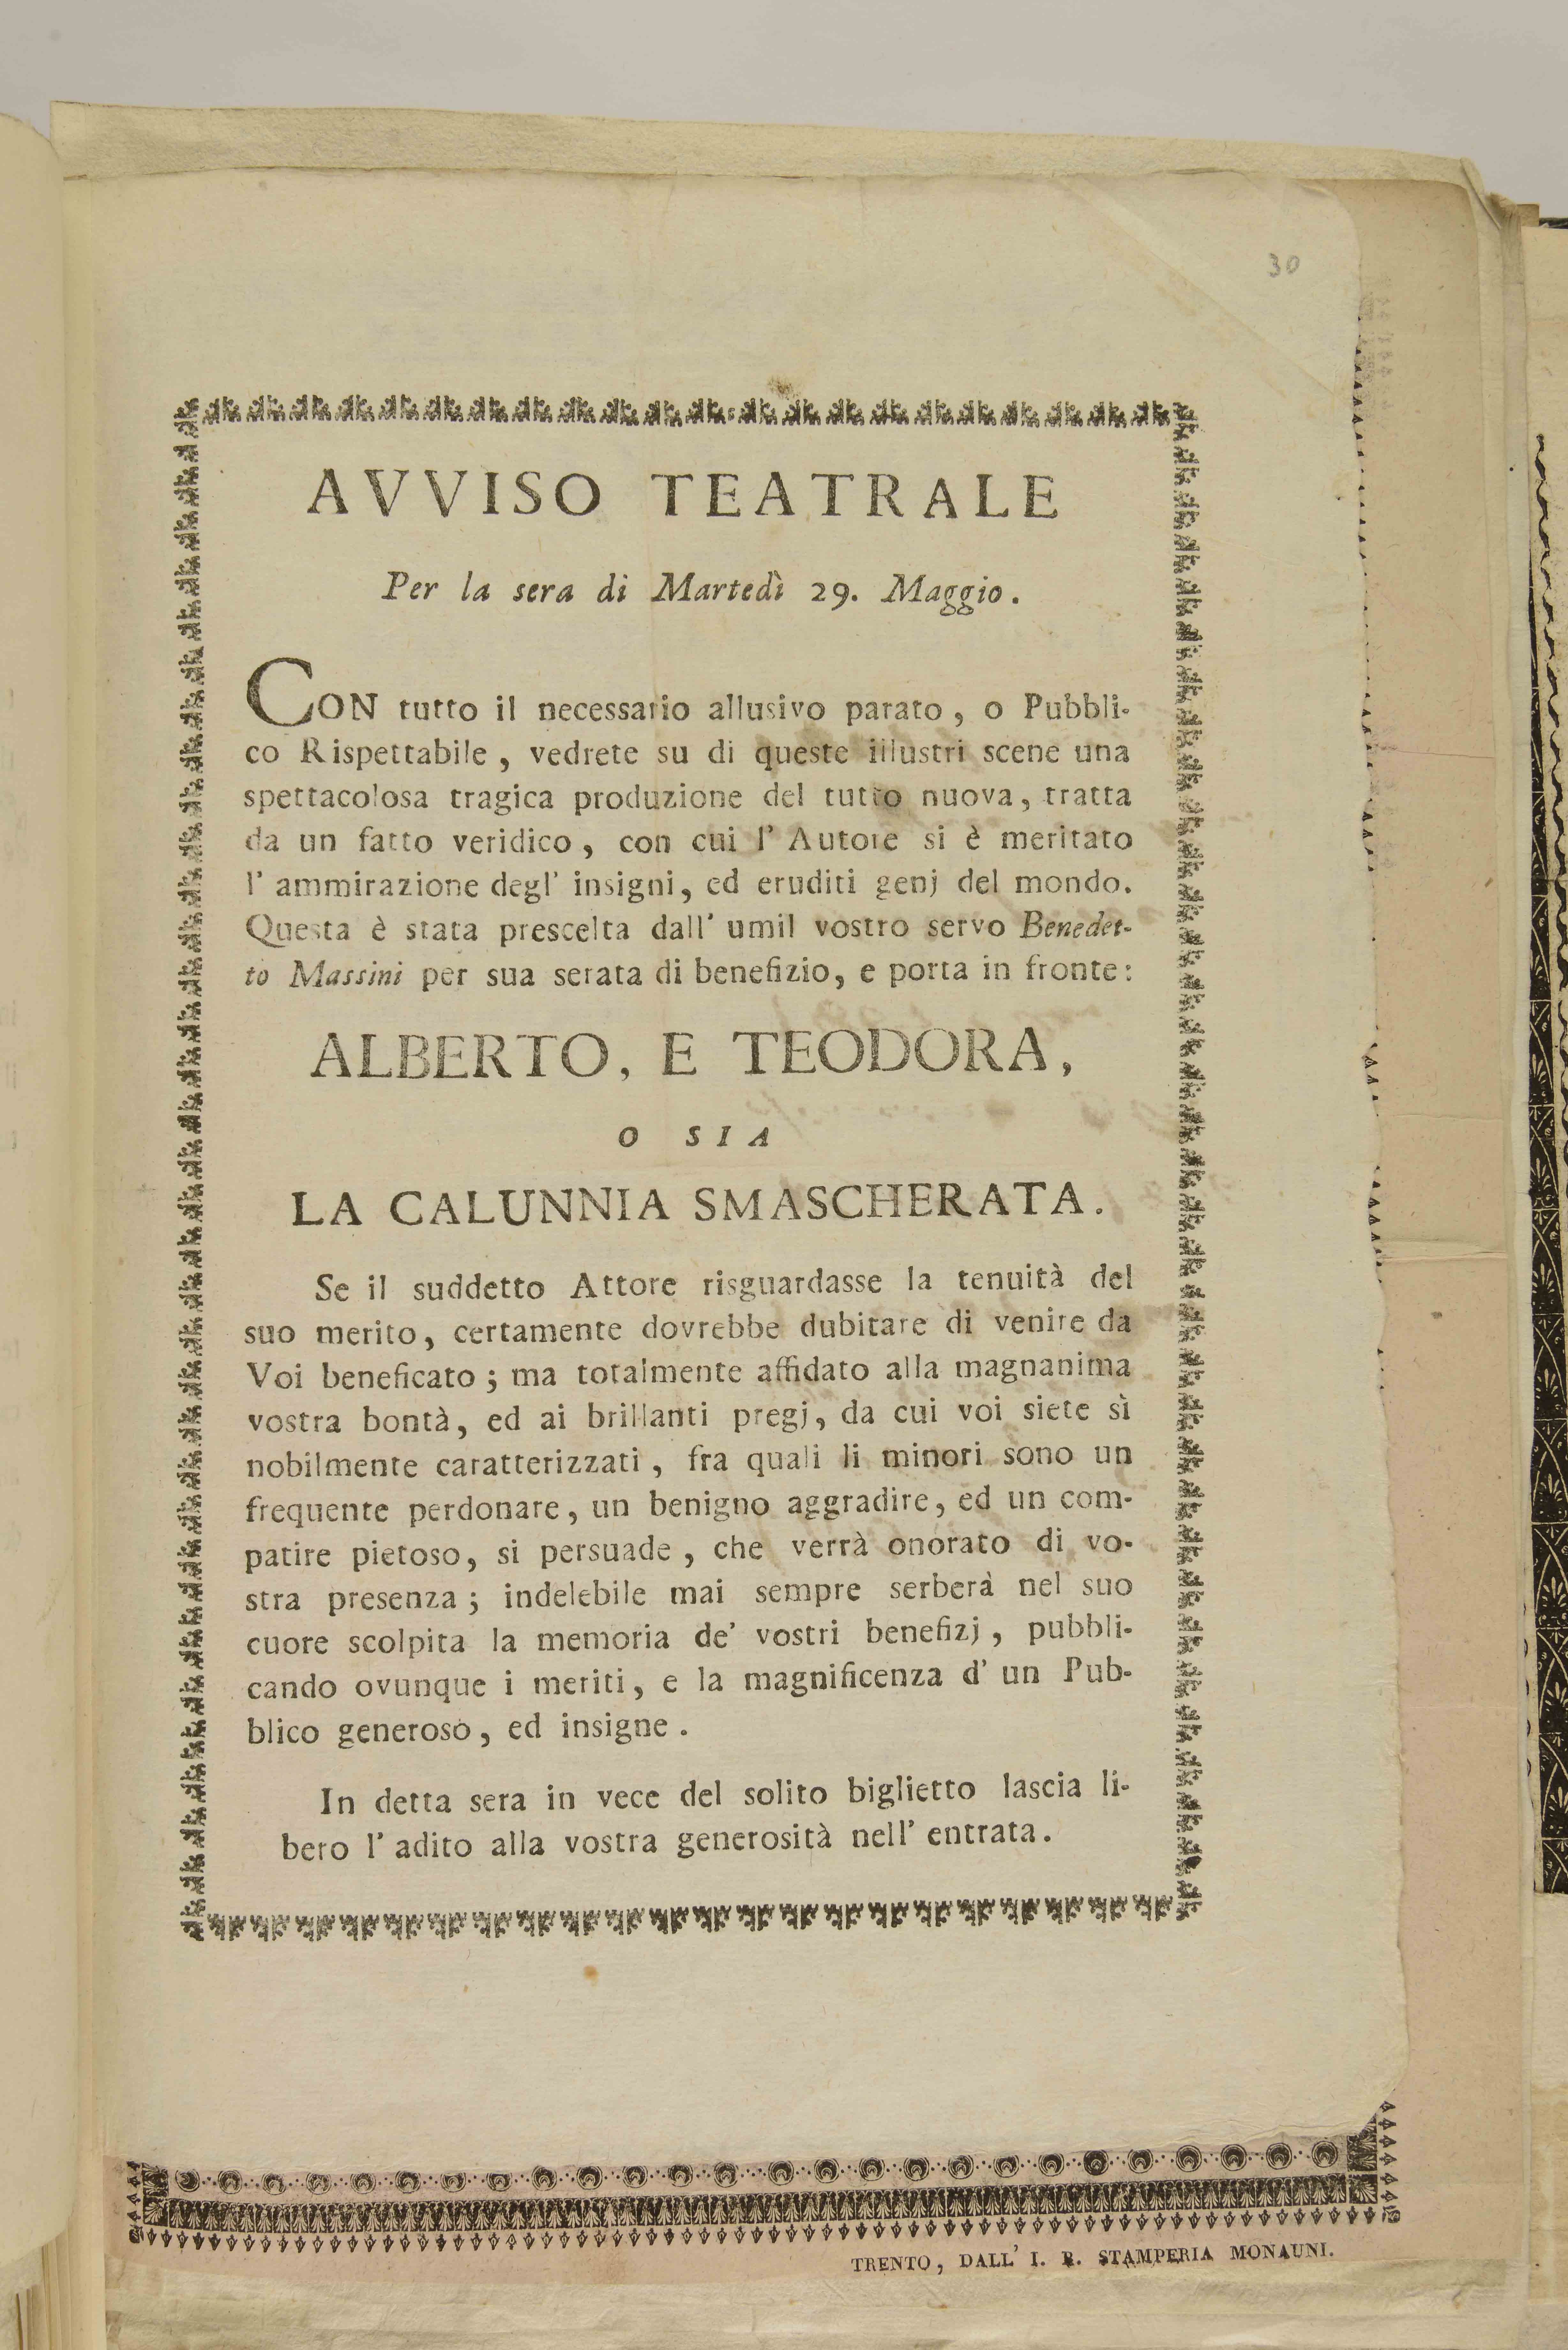 30
AVVISO TEATRALE
Per la sera di Martedì 29. Maggio.
CON tutto il necessario allusivo parato, o Pubbli-
co Rispettabile, vedrete su di queste illustri scene una
spettacolosa tragica produzione del tutto nuova, tratta
da un fatto veridico, con cui l' Autore si è meritato
l' ammirazione degl' insigni, ed eruditi genj del mondo.
Questa è stata prescelta dall' umil vostro servo Benedet-
to Massini per sua serata di benefizio, e porta in fronte:
ALBERTO, E TEODORA,
O SIA
LA CALUNNIA SMASCHERATA.
Se il suddetto Attore risguardasse la tenuità del
suo merito, certamente dovrebbe dubitare di venire da
Voi beneficato; ma totalmente affidato alla magnanima
vostra bontà, ed ai brillanti pregj, da cui voi siete sì
nobilmente caratterizzati, fra quali li minori sono un
frequente perdonare, un benigno aggradire, ed un com-
patire pietoso, si persuade, che verrà onorato di vo-
stra presenza; indelebile mai sempre serberà nel suo
cuore scolpita la memoria de' vostri benefizj, pubbli-
cando ovunque i meriti, e la magnificenza d' un Pub-
blico generoso, ed insigne.
In detta sera in vece del solito biglietto lascia li-
bero l' adito alla vostra generosità nell' entrata.
TRENTO, DALL' I. R. STAMPERIA MONAUNI.